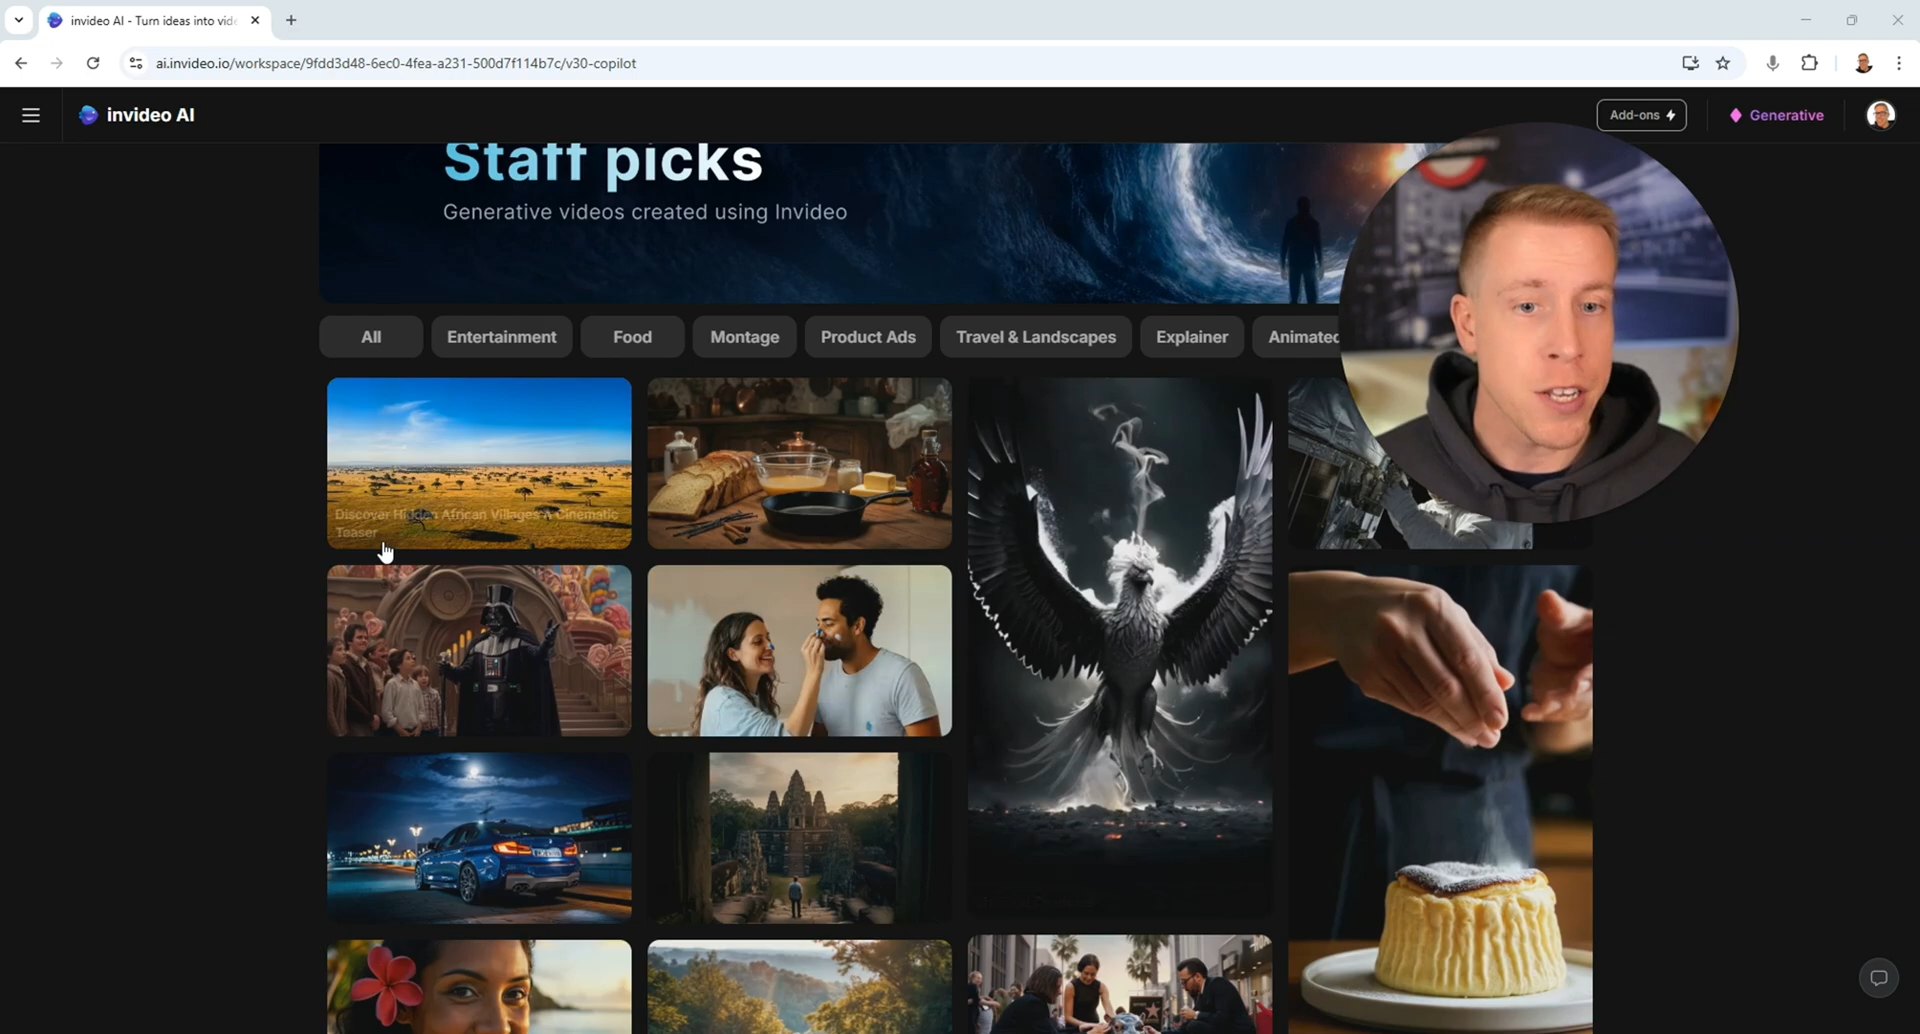 invideo AI - Turn ideas into vid
ai.invideo.io/workspace/9fdd3d48-6ec0-4fea-a231-500d7f114b7c/v30-copilot
invideo AI
Add-ons
Generative
Staff picks
Generative videos created using Invideo
All
Entertainment
Food
Montage
Product Ads
Travel & Landscapes
Explainer
Animated
Discover Hidden African Villages A Cinematic
Teaser